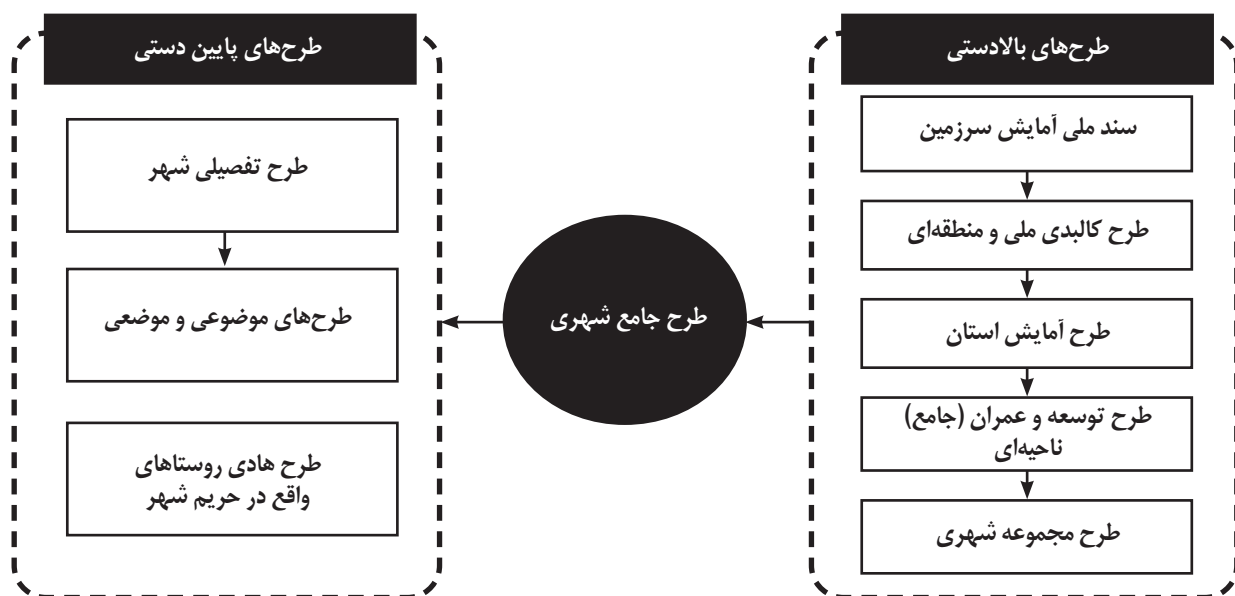 طرح‌های بالادستی
سند ملی آمایش سرزمین
طرح کالبدی ملی و منطقه‌ای
طرح آمایش استان
طرح توسعه و عمران (جامع)
ناحیه‌ای
طرح مجموعه شهری
طرح جامع شهری
طرح‌های پایین دستی
طرح تفصیلی شهر
طرح‌های موضوعی و موضعی
طرح هادی روستاهای
واقع در حریم شهر